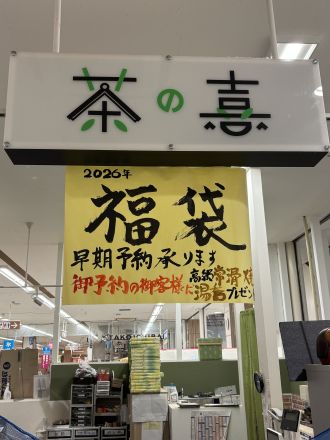 茶の喜
2026年
福袋
早期予約承ります
御予約の御客様に
高級常滑焼
湯呑プレゼント